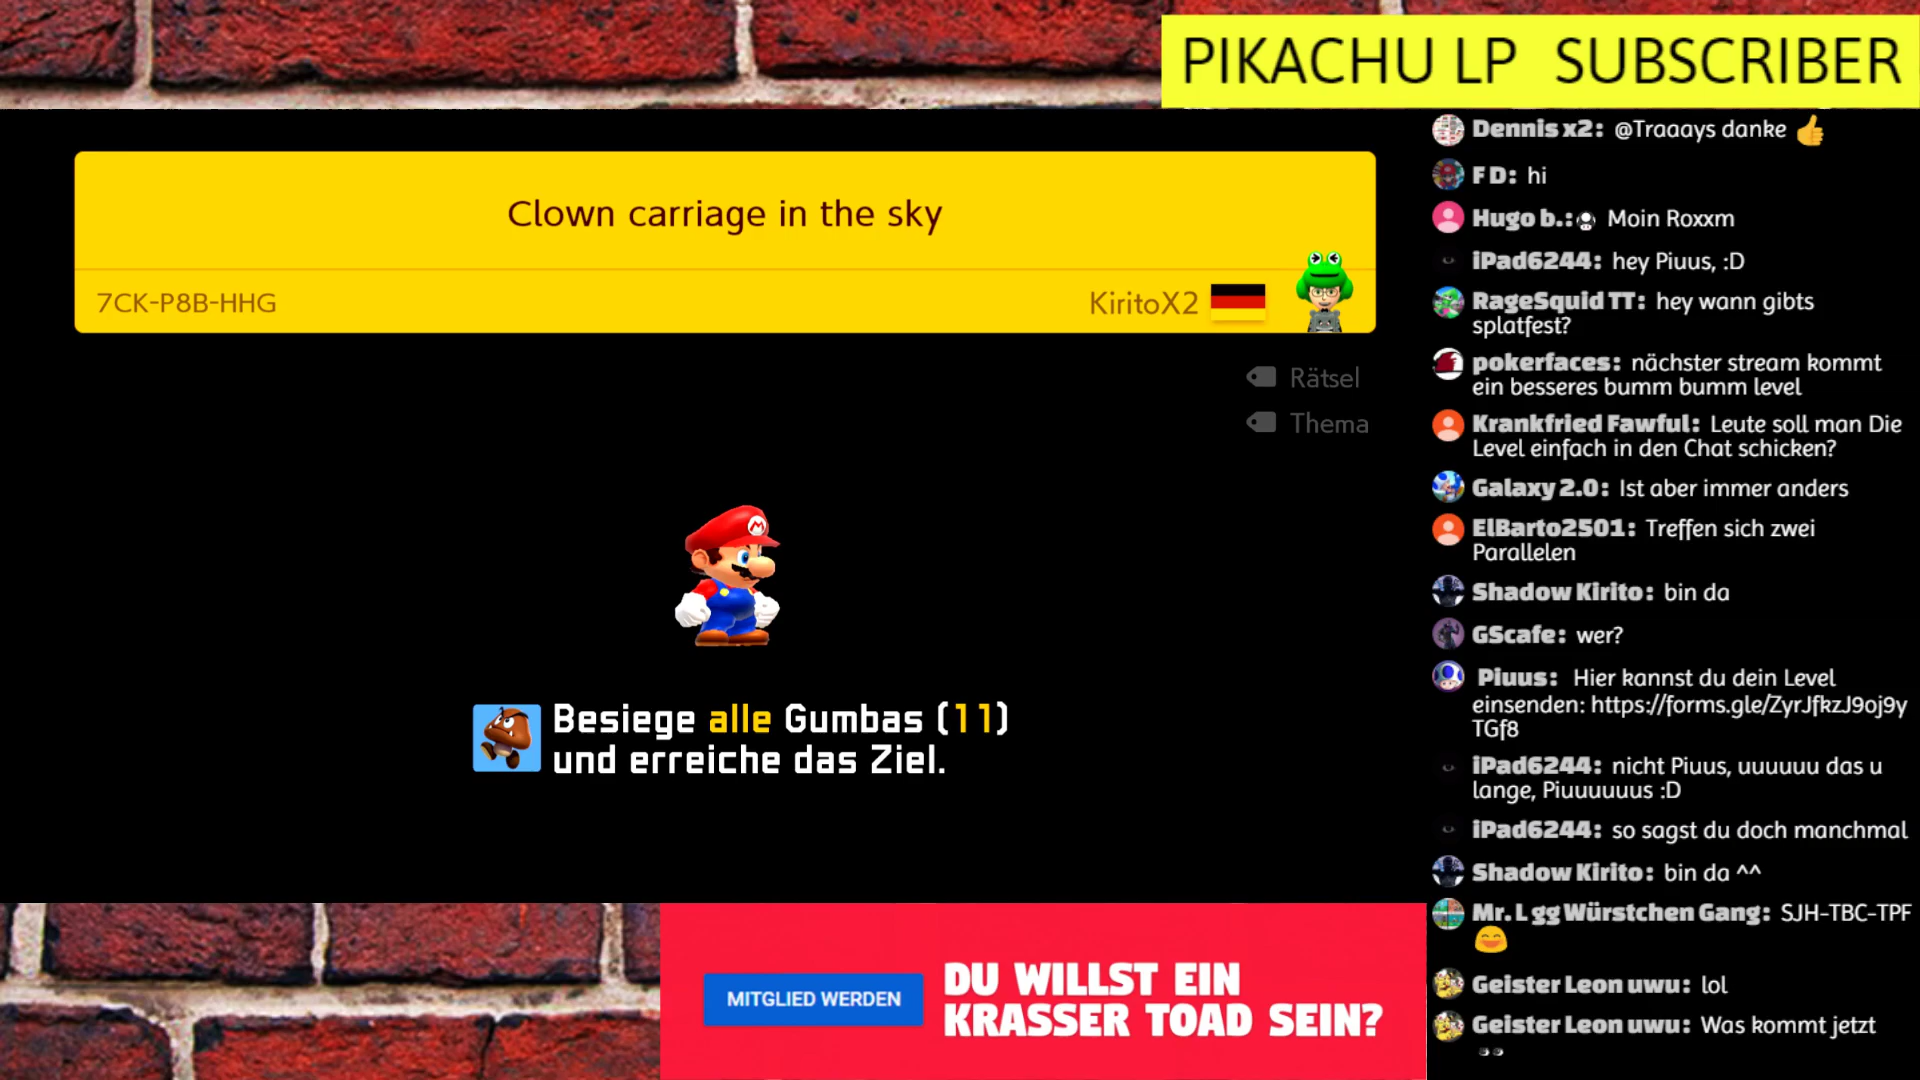 PIKACHU LP SUBSCRIBER
Clown carriage in the sky
7CK-P8B-HHG
KiritoX2
Rätsel
Thema
Besiege alle Gumbas (11)
und erreiche das Ziel.
MITGLIED WERDEN
DU WILLST EIN
KRASSER TOAD SEIN?
Dennis x2: @Traaays danke 👍
F D: hi
Hugo b.: Moin Roxxm
iPad6244: hey Piuus, :D
RageSquid TT: hey wann gibts
splatfest?
pokerfaces: nächster stream kommt
ein besseres bumm bumm level
Krankfried Fawful: Leute soll man Die
Level einfach in den Chat schicken?
Galaxy 2.0: Ist aber immer anders
ElBarto2501: Treffen sich zwei
Parallelen
Shadow Kirito: bin da
GScafe: wer?
Piuus: Hier kannst du dein Level
einsenden: https://forms.gle/ZyrJfkzJ9oj9y
TGf8
iPad6244: nicht Piuus, uuuuuu das u
lange, Piuuuuuus :D
iPad6244: so sagst du doch manchmal
Shadow Kirito: bin da ^^
Mr. L gg Würstchen Gang: SJH-TBC-TPF
😄
Geister Leon uwu: lol
Geister Leon uwu: Was kommt jetzt
👀